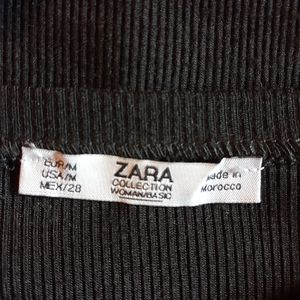 EUR/M
USA/M
MEX/28
ZARA
COLLECTION
WOMAN/BASIC
Made in
Morocco